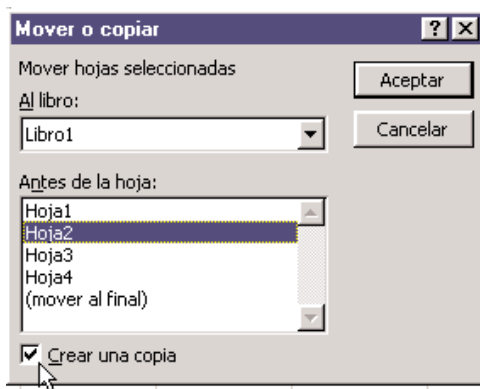 Mover o copiar
Mover hojas seleccionadas
Al libro:
Libro1
Aceptar
Cancelar
Antes de la hoja:
Hoja1
Hoja2
Hoja3
Hoja4
(mover al final)
Crear una copia